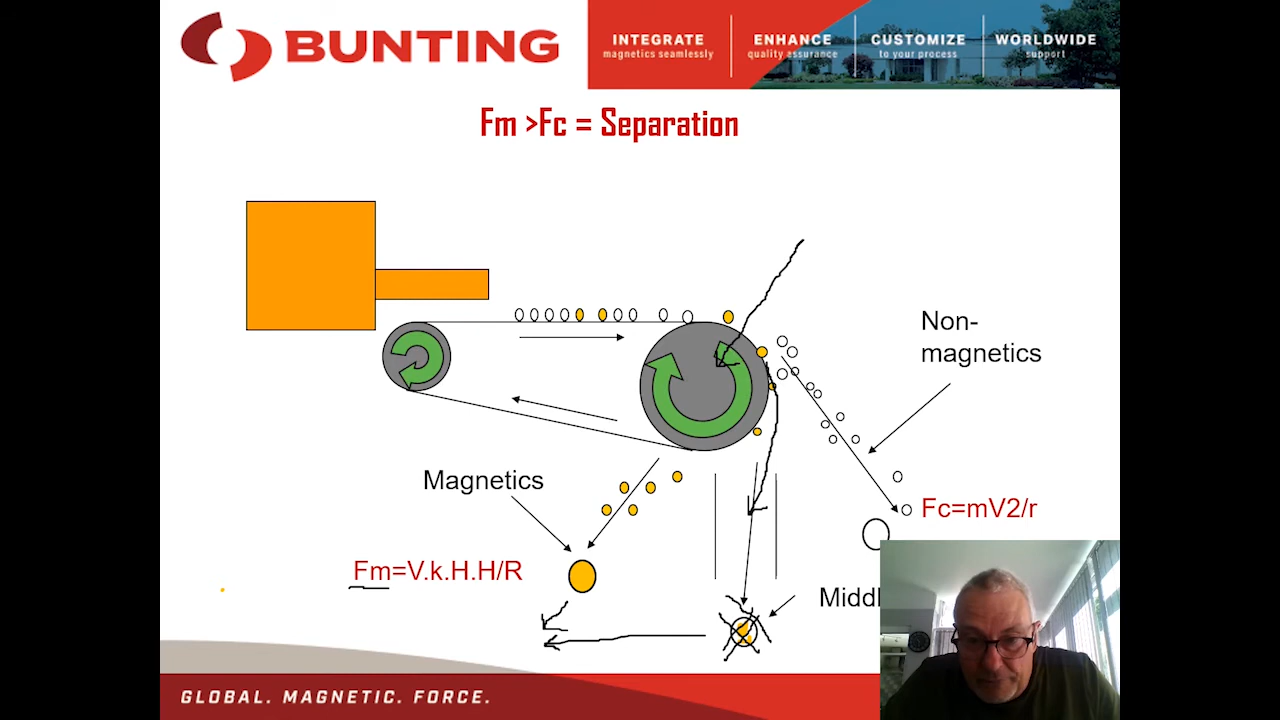 BUNTING
INTEGRATE
magnetics seamlessly
ENHANCE
quality assurance
CUSTOMIZE
to your process
WORLDWIDE
support
Fm >Fc = Separation
Non-
magnetics
Magnetics
Fc=mV2/r
Fm=V.k.H.H/R
Middl
GLOBAL. MAGNETIC. FORCE.